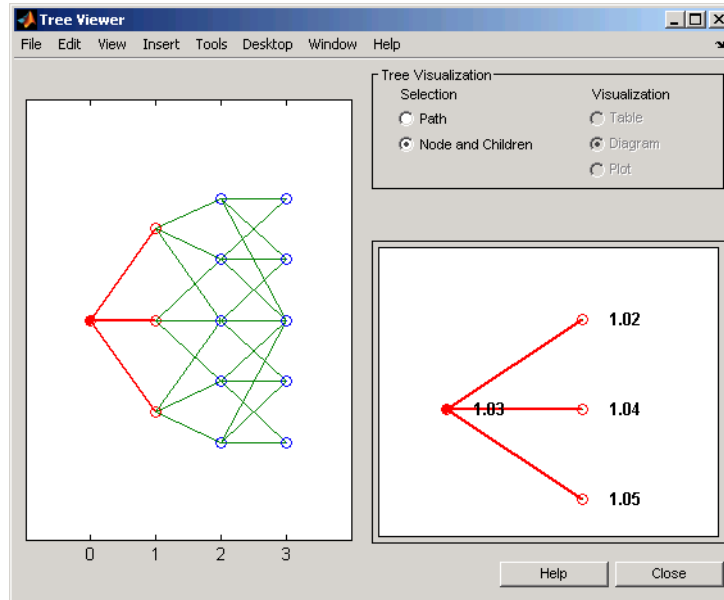 Tree Viewer
File Edit View Insert Tools Desktop Window Help
Tree Visualization
Selection Visualization
Path Table
Node and Children Diagram
Plot
1.02
1.03 1.04
1.05
0 1 2 3
Help Close